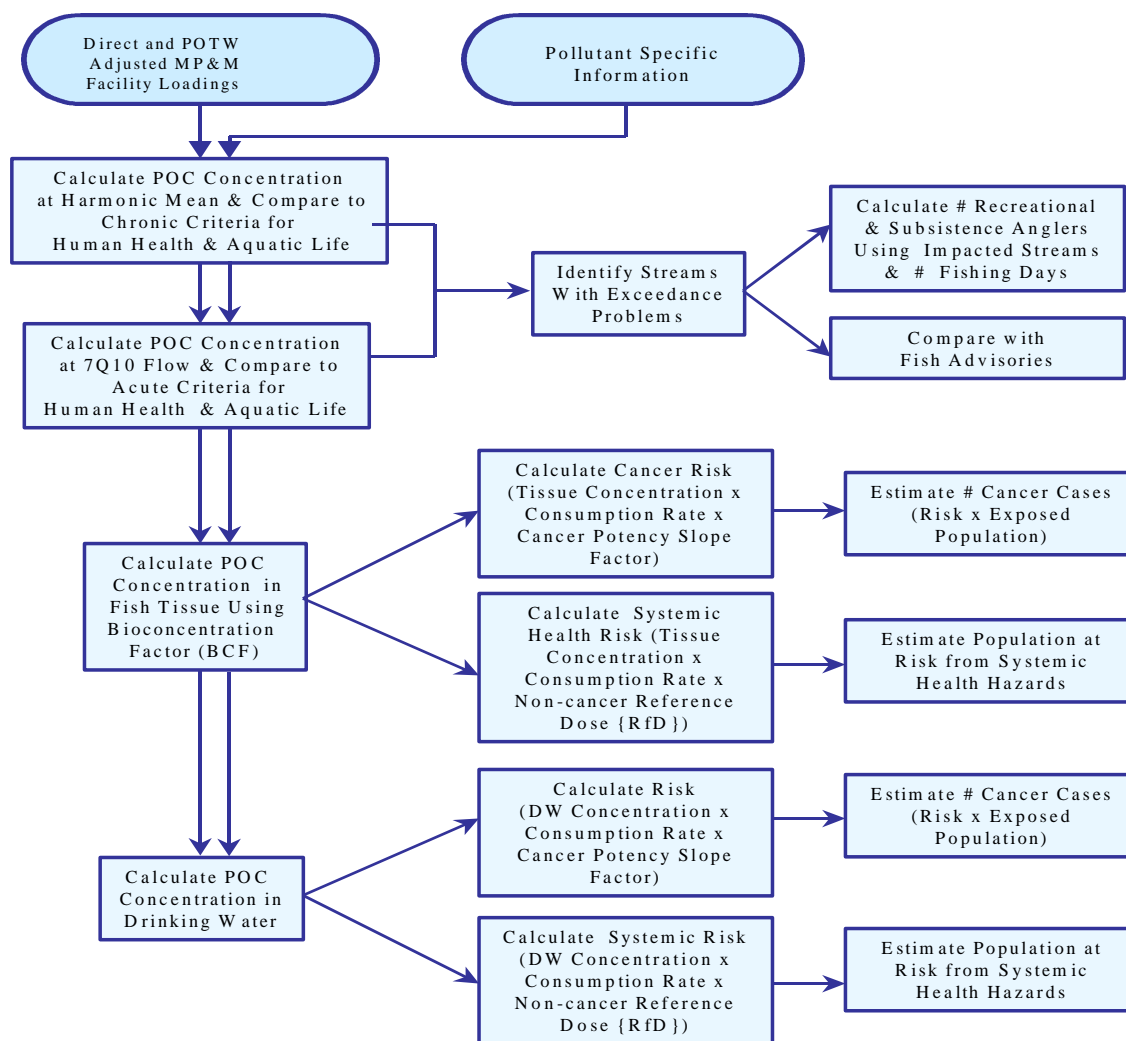 Direct and POTW
Adjusted MP&M
Facility Loadings
Pollutant Specific
Information
Calculate POC Concentration
at Harmonic Mean & Compare to
Chronic Criteria for
Human Health & Aquatic Life
Calculate # Recreational
& Subsistence Anglers
Using Impacted Streams
& # Fishing Days
Identify Streams
With Exceedance
Problems
Calculate POC Concentration
at 7Q10 Flow & Compare to
Acute Criteria for
Human Health & Aquatic Life
Compare with
Fish Advisories
Calculate POC
Concentration in
Fish Tissue Using
Bioconcentration
Factor (BCF)
Calculate Cancer Risk
(Tissue Concentration x
Consumption Rate x
Cancer Potency Slope
Factor)
Estimate # Cancer Cases
(Risk x Exposed
Population)
Calculate Systemic
Health Risk (Tissue
Concentration x
Consumption Rate x
Non-cancer Reference
Dose {RfD})
Estimate Population at
Risk from Systemic
Health Hazards
Calculate POC
Concentration in
Drinking Water
Calculate Risk
(DW Concentration x
Consumption Rate x
Cancer Potency Slope
Factor)
Estimate # Cancer Cases
(Risk x Exposed
Population)
Calculate Systemic Risk
(DW Concentration x
Consumption Rate x
Non-cancer Reference
Dose {RfD})
Estimate Population at
Risk from Systemic
Health Hazards